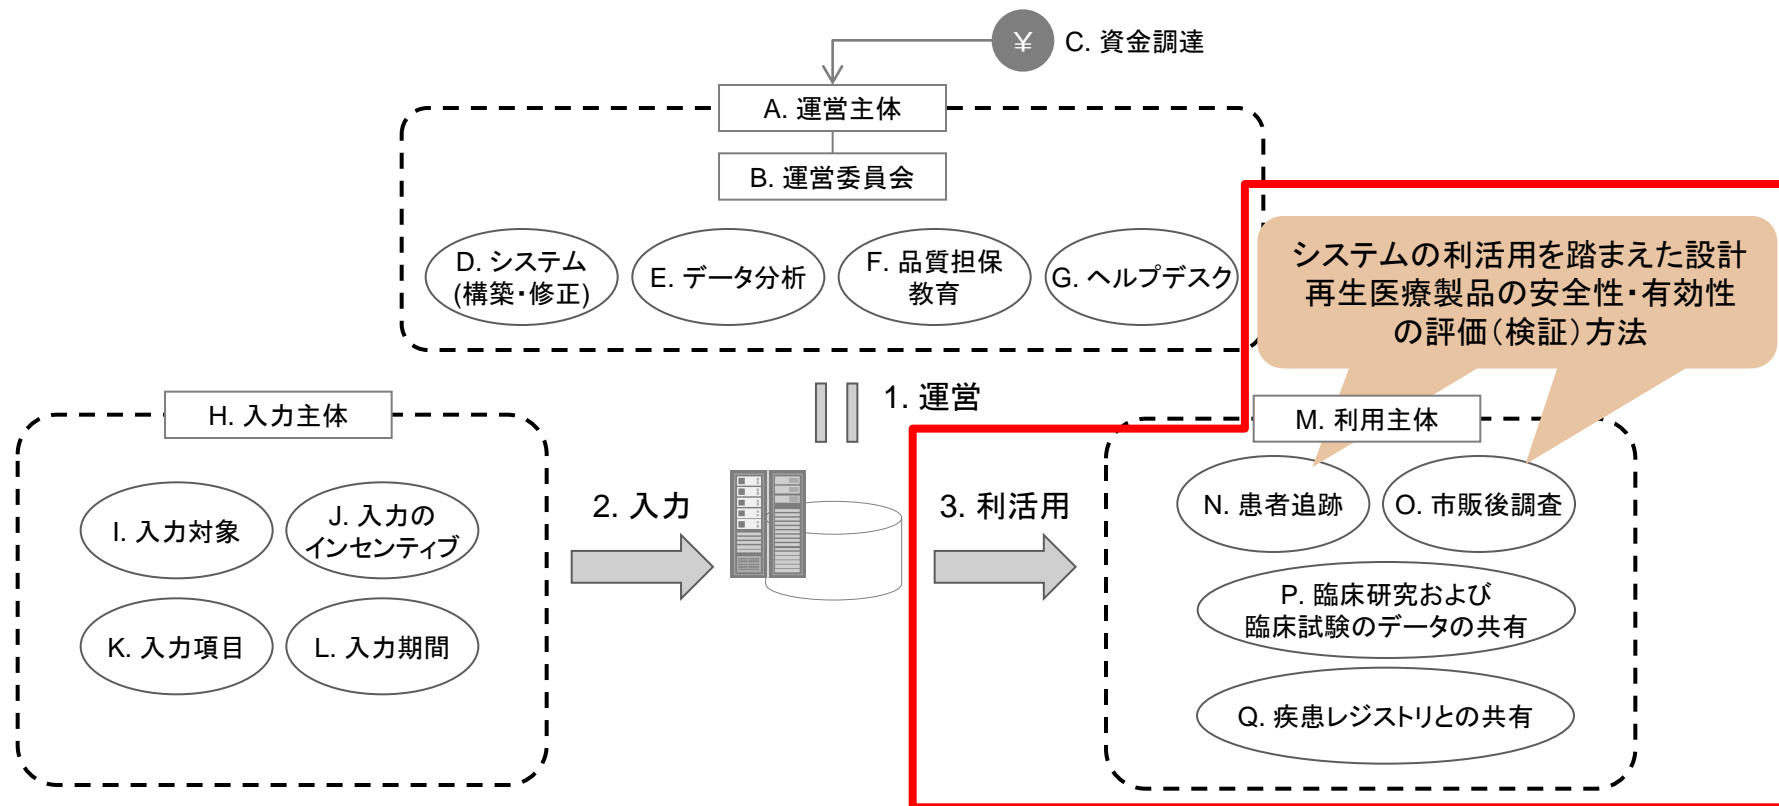 ¥
C. 資金調達
A. 運営主体
B. 運営委員会
D. システム
(構築・修正)
E. データ分析
F. 品質担保
教育
G. ヘルプデスク
システムの利活用を踏まえた設計
再生医療製品の安全性・有効性
の評価（検証）方法
1. 運営
H. 入力主体
I. 入力対象
J. 入力の
インセンティブ
K. 入力項目
L. 入力期間
2. 入力
3. 利活用
M. 利用主体
N. 患者追跡
O. 市販後調査
P. 臨床研究および
臨床試験のデータの共有
Q. 疾患レジストリとの共有